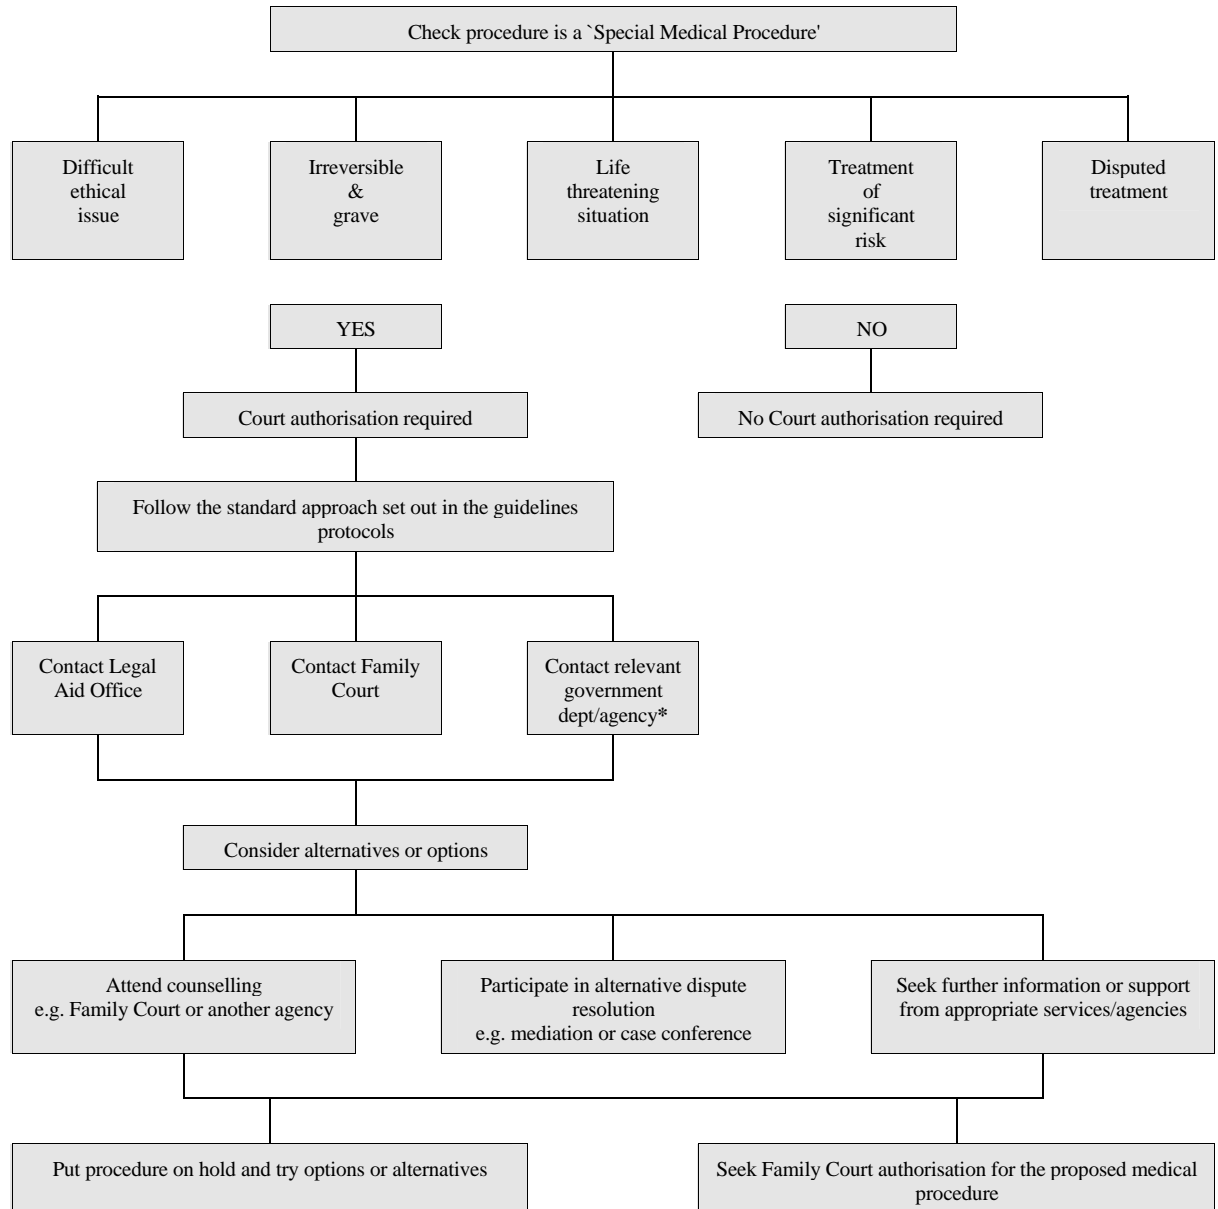 Check procedure is a `Special Medical Procedure'
Difficult
ethical
issue
Irreversible
&
grave
Life
threatening
situation
Treatment
of
significant
risk
Disputed
treatment
YES
NO
Court authorisation required
No Court authorisation required
Follow the standard approach set out in the guidelines
protocols
Contact Legal
Aid Office
Contact Family
Court
Contact relevant
government
dept/agency*
Consider alternatives or options
Attend counselling
e.g. Family Court or another agency
Participate in alternative dispute
resolution
e.g. mediation or case conference
Seek further information or support
from appropriate services/agencies
Put procedure on hold and try options or alternatives
Seek Family Court authorisation for the proposed medical
procedure